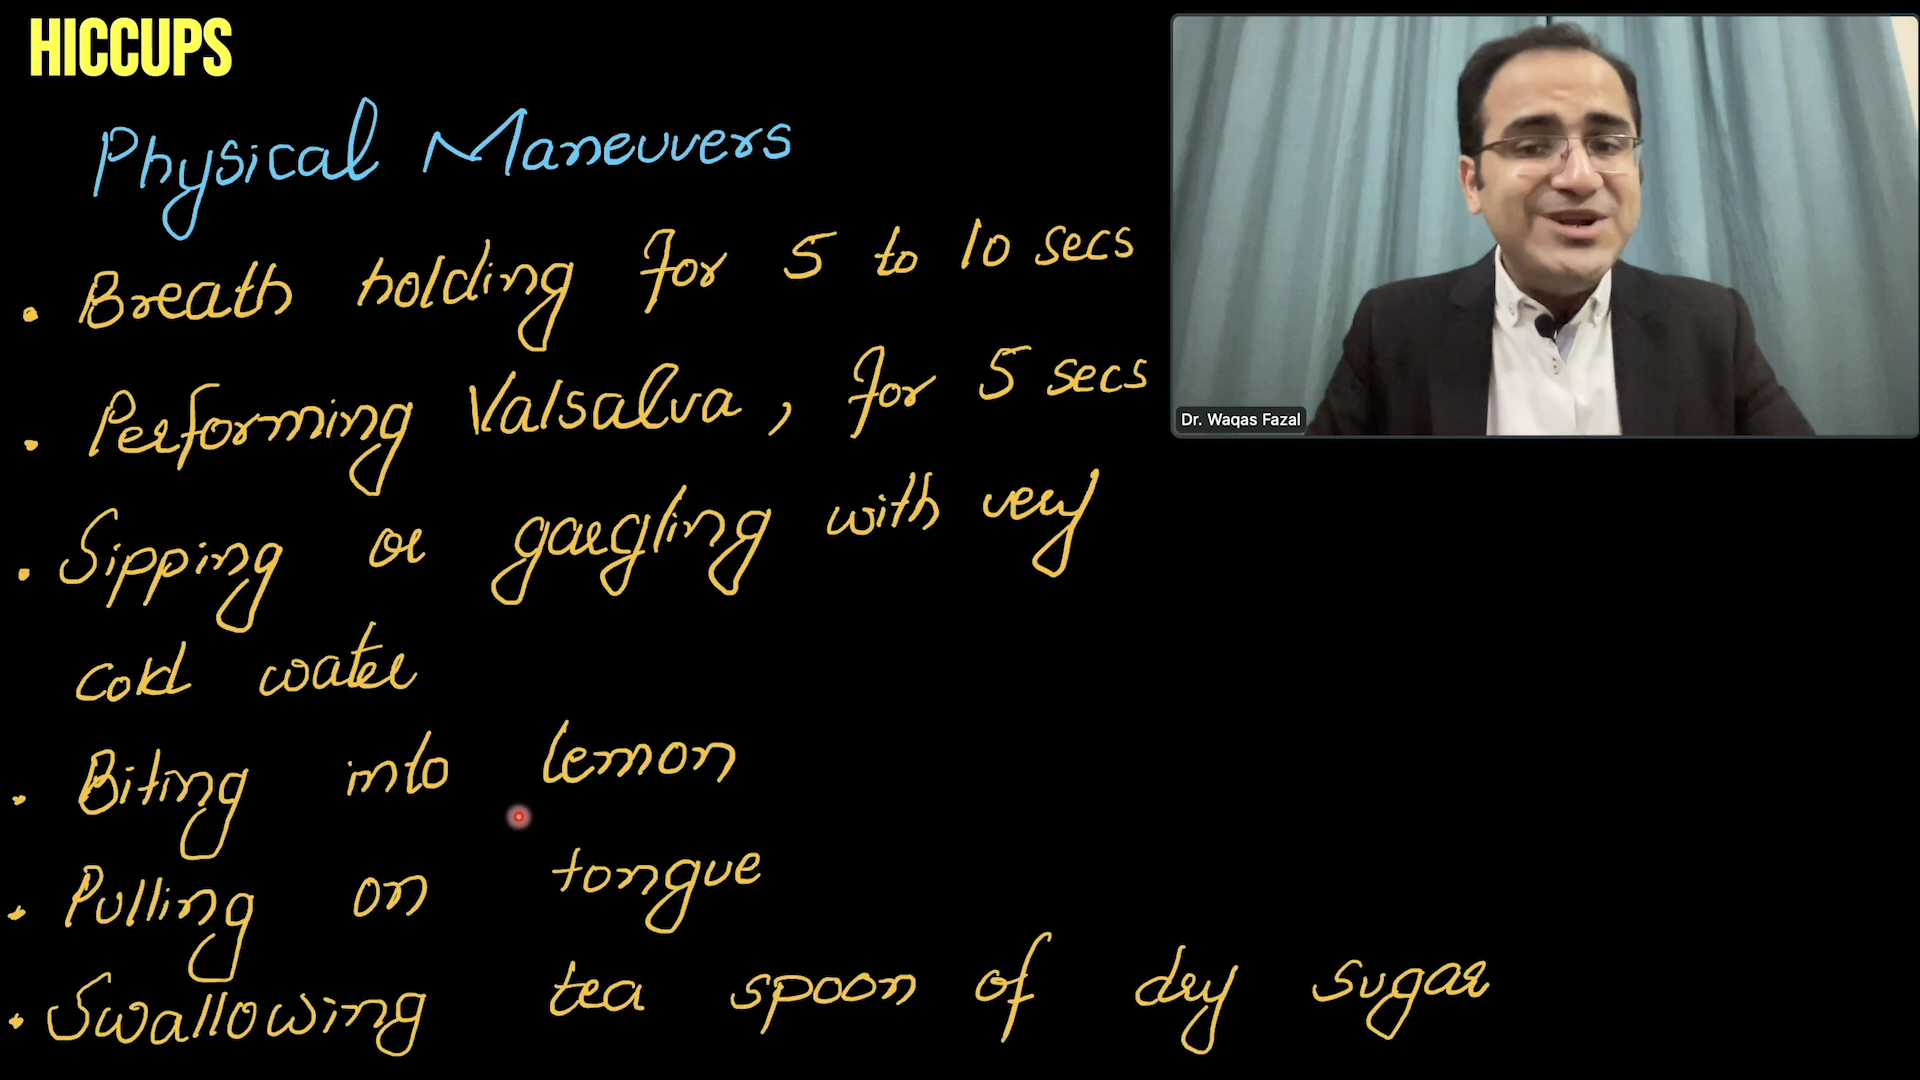 HICCUPS
Physical Maneuvers
• Breath holding for 5 to 10 secs
• Performing Valsalva, for 5 secs
• Sipping or gargling with very
cold water
• Biting into lemon
• Pulling on tongue
• Swallowing tea spoon of dry sugar
Dr. Waqas Fazal